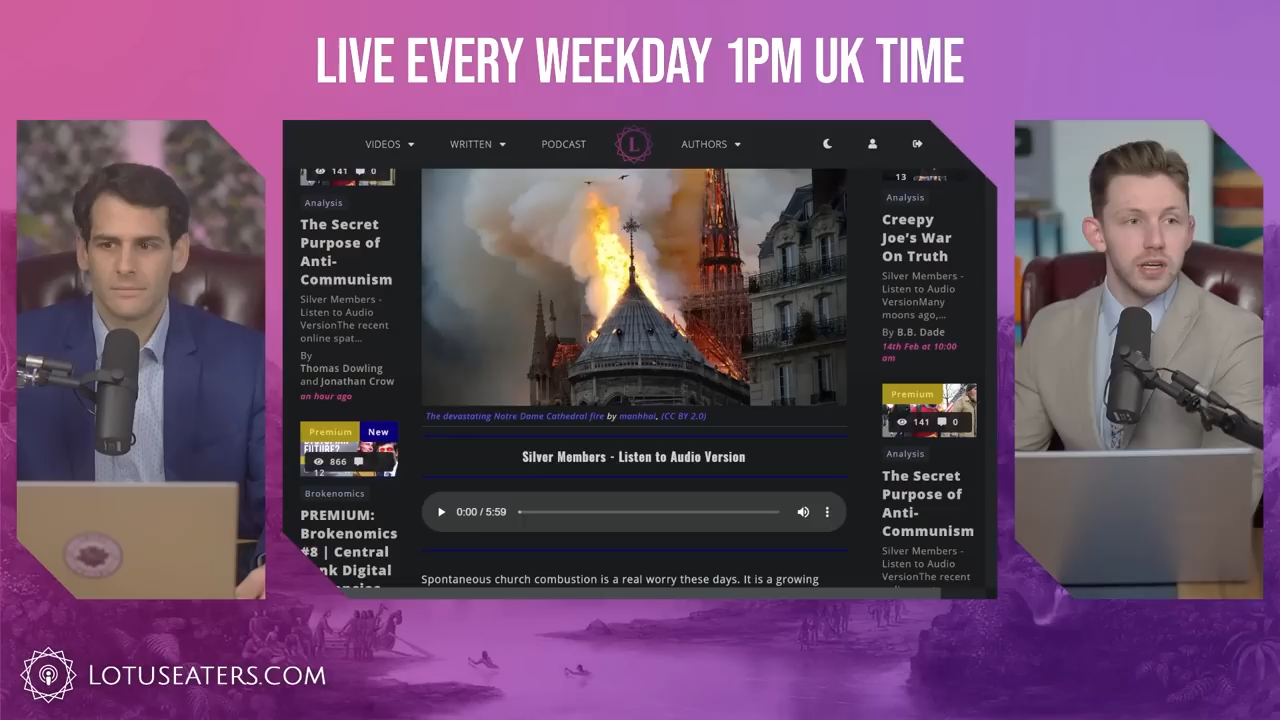 LIVE EVERY WEEKDAY 1PM UK TIME
VIDEOS
WRITTEN
PODCAST
L
AUTHORS
141 0
Analysis
The Secret
Purpose of
Anti-
Communism
Silver Members -
Listen to Audio
VersionThe recent
online spat...
By
Thomas Dowling
and Jonathan Crow
an hour ago
Premium New
866
12
Brokenomics
PREMIUM:
Brokenomics
#8 | Central
nk Digital
The devastating Notre Dame Cathedral fire by manhhai, (CC BY 2.0)
Silver Members - Listen to Audio Version
0:00 / 5:59
Spontaneous church combustion is a real worry these days. It is a growing
13
Analysis
Creepy
Joe's War
On Truth
Silver Members -
Listen to Audio
VersionMany
moons ago,...
By B.B. Dade
14th Feb at 10:00
am
Premium
141 0
Analysis
The Secret
Purpose of
Anti-
Communism
Silver Members -
Listen to Audio
VersionThe recent
LOTUSEATERS.COM